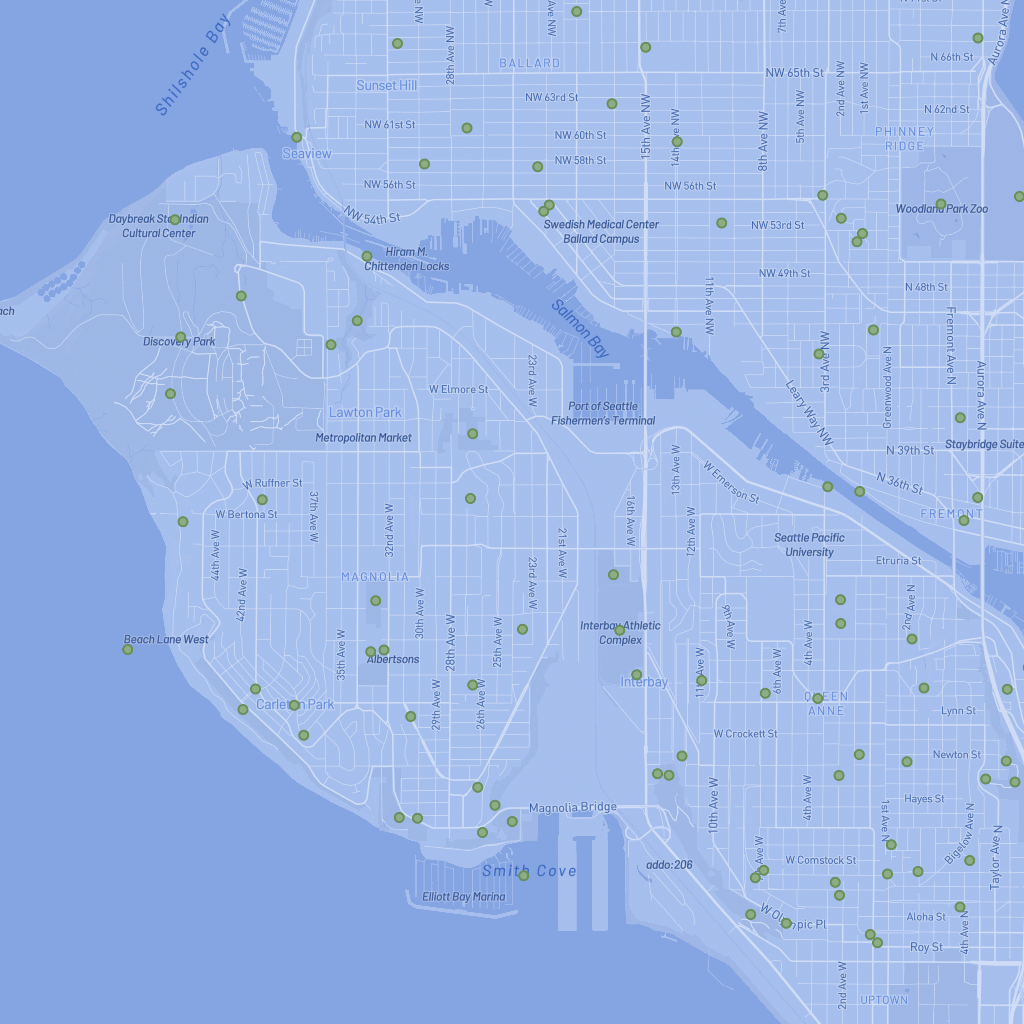 Shilshole Bay
28th Ave NW
BALLARD
7th Ave
Aurora Ave N
N 66th St
NW 65th St
Sunset Hill
NW 63rd St
2nd Ave NW
1st Ave NW
5th Ave NW
N 62nd St
NW 61st St
NW 60th St
15th Ave NW
14th Ave NW
8th Ave NW
PHINNEY
RIDGE
Seaview
NW 58th St
NW 56th St
NW 56th St
NW 54th St
Woodland Park Zoo
Daybreak Star Indian
Cultural Center
Swedish Medical Center
Ballard Campus
NW 53rd St
Hiram M.
Chittenden Locks
NW 49th St
N 48th St
11th Ave NW
Salmon Bay
Fremont Ave N
Discovery Park
3rd Ave NW
Greenwood Ave N
Aurora Ave N
23rd Ave W
W Elmore St
Leary Way NW
Lawton Park
Port of Seattle
Fishermen's Terminal
Metropolitan Market
Staybridge Suite
N 39th St
13th Ave W
W Emerson St
N 36th St
W Ruffner St
37th Ave W
16th Ave W
FREMONT
W Bertona St
32nd Ave W
12th Ave W
44th Ave W
21st Ave W
Seattle Pacific
University
Etruria St
MAGNOLIA
42nd Ave W
23rd Ave W
2nd Ave N
30th Ave W
9th Ave W
Interbay Athletic
Complex
4th Ave W
Beach Lane West
35th Ave W
28th Ave W
25th Ave W
Albertsons
11th Ave W
6th Ave W
Interbay
QUEEN
ANNE
Carleton Park
29th Ave W
26th Ave W
Lynn St
W Crockett St
Newton St
4th Ave W
10th Ave W
Hayes St
Magnolia Bridge
1st Ave N
Bigelow Ave N
Taylor Ave N
W Comstock St
addo:206
Smith Cove
Elliott Bay Marina
W Olympic Pl
Aloha St
4th Ave N
Roy St
2nd Ave W
UPTOWN